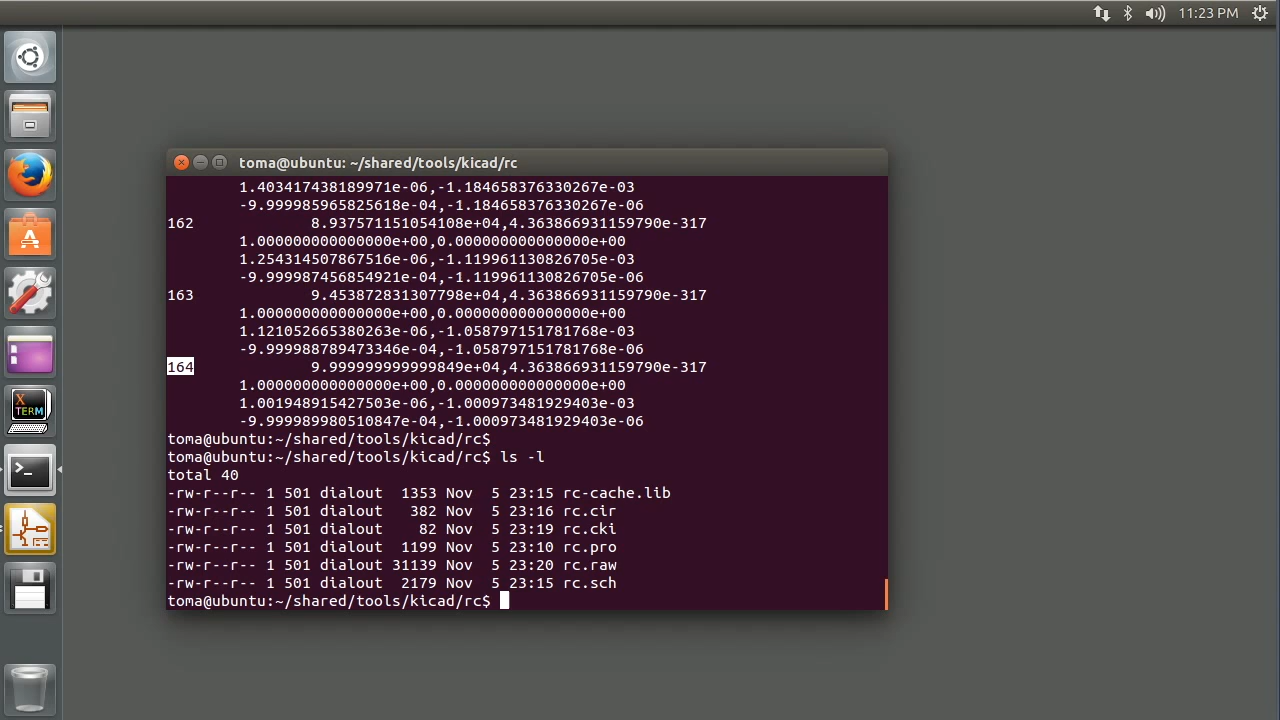 11:23 PM
toma@ubuntu: ~/shared/tools/kicad/rc
1.403417438189971e-06,-1.184658376330267e-03
-9.999985965825618e-04,-1.184658376330267e-06
162 8.937571151054108e+04,4.363866931159790e-317
1.000000000000000e+00,0.000000000000000e+00
1.254314507867516e-06,-1.119961130826705e-03
-9.999987456854921e-04,-1.119961130826705e-06
163 9.453872831307798e+04,4.363866931159790e-317
1.000000000000000e+00,0.000000000000000e+00
1.121052665380263e-06,-1.058797151781768e-03
-9.999988789473346e-04,-1.058797151781768e-06
164 9.999999999999849e+04,4.363866931159790e-317
1.000000000000000e+00,0.000000000000000e+00
1.001948915427503e-06,-1.000973481929403e-03
-9.999989980510847e-04,-1.000973481929403e-06
toma@ubuntu:~/shared/tools/kicad/rc$
toma@ubuntu:~/shared/tools/kicad/rc$ ls -l
total 40
-rw-r--r-- 1 501 dialout 1353 Nov 5 23:15 rc-cache.lib
-rw-r--r-- 1 501 dialout 382 Nov 5 23:16 rc.cir
-rw-r--r-- 1 501 dialout 82 Nov 5 23:19 rc.cki
-rw-r--r-- 1 501 dialout 1199 Nov 5 23:10 rc.pro
-rw-r--r-- 1 501 dialout 31139 Nov 5 23:20 rc.raw
-rw-r--r-- 1 501 dialout 2179 Nov 5 23:15 rc.sch
toma@ubuntu:~/shared/tools/kicad/rc$
X
TERM
>_